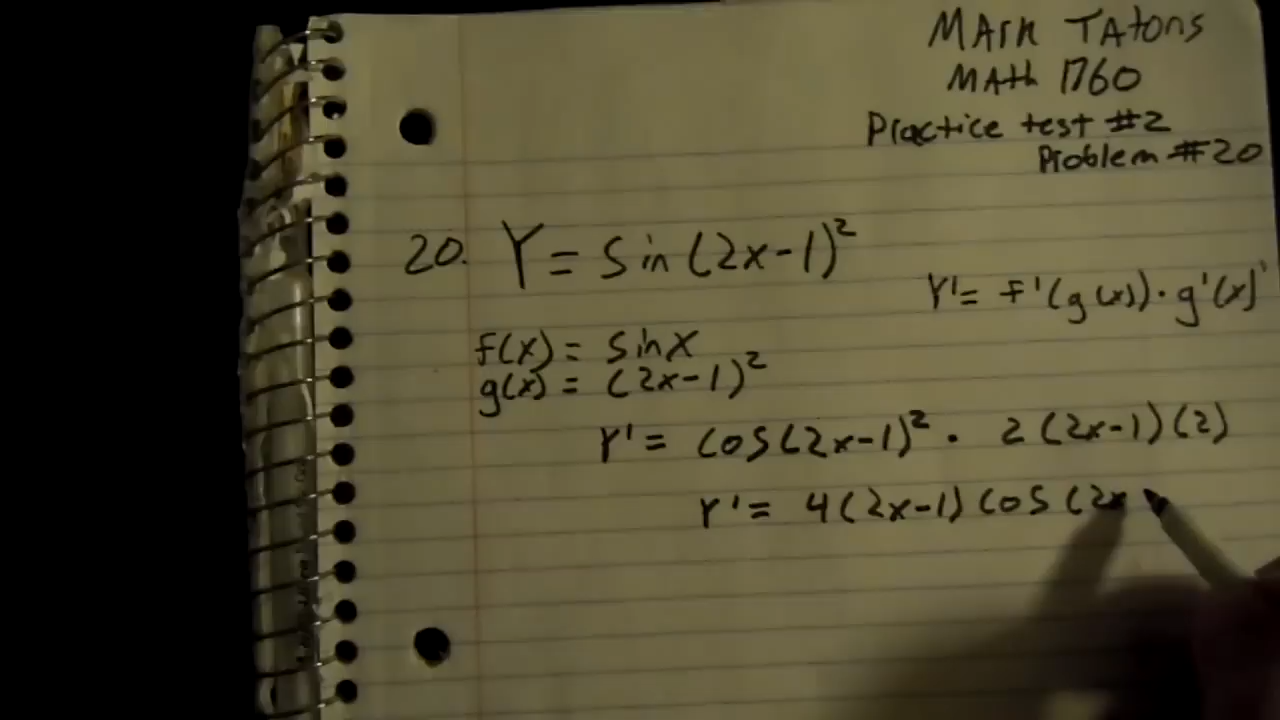 Mark Tatons
Math 1760
Practice test #2
Problem #20
20. Y = Sin(2x-1)²
Y' = f'(g(x)) · g'(x)
f(x) = Sinx
g(x) = (2x-1)²
Y' = Cos(2x-1)² · 2(2x-1)(2)
Y' = 4(2x-1) Cos(2x